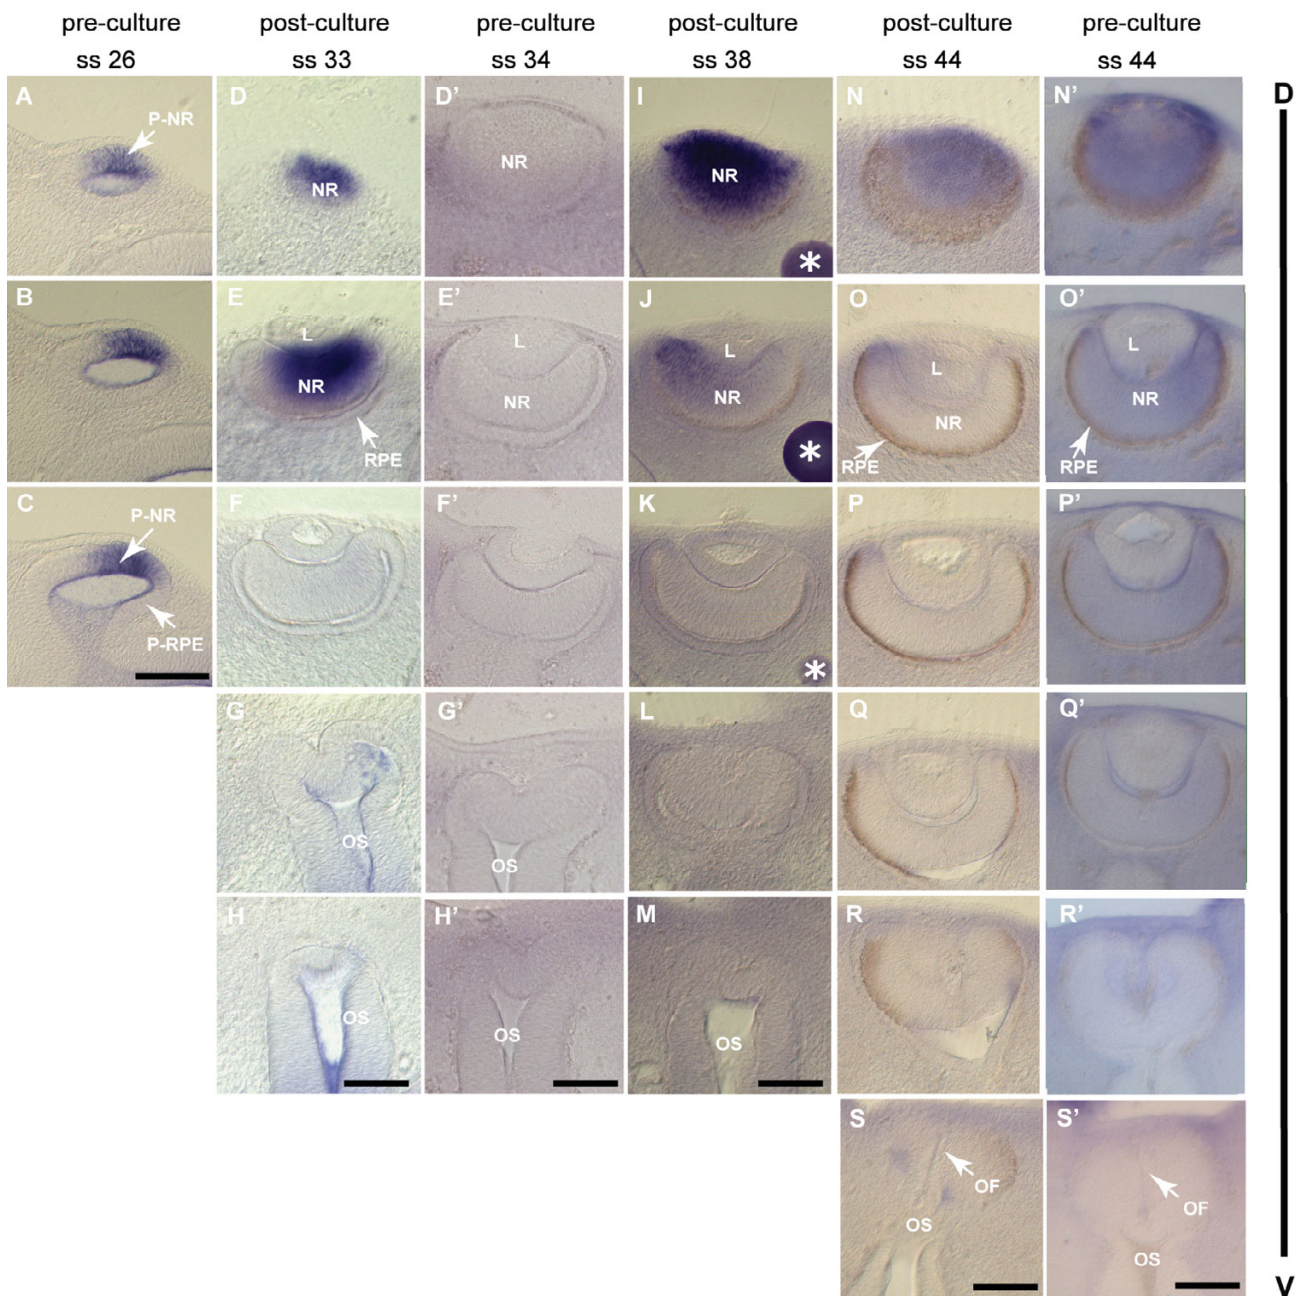 pre-culture post-culture pre-culture post-culture post-culture pre-culture
ss 26 ss 33 ss 34 ss 38 ss 44 ss 44
A D D' I N N' D
P-NR
NR NR NR
*
B E E' J O O'
L L L L L
NR NR NR NR NR
RPE * RPE RPE
C F F' K P P'
P-NR
P-RPE
*
G G' L Q Q'
OS OS
H H' M R R'
OS OS OS
S S'
OF OF
OS OS
V